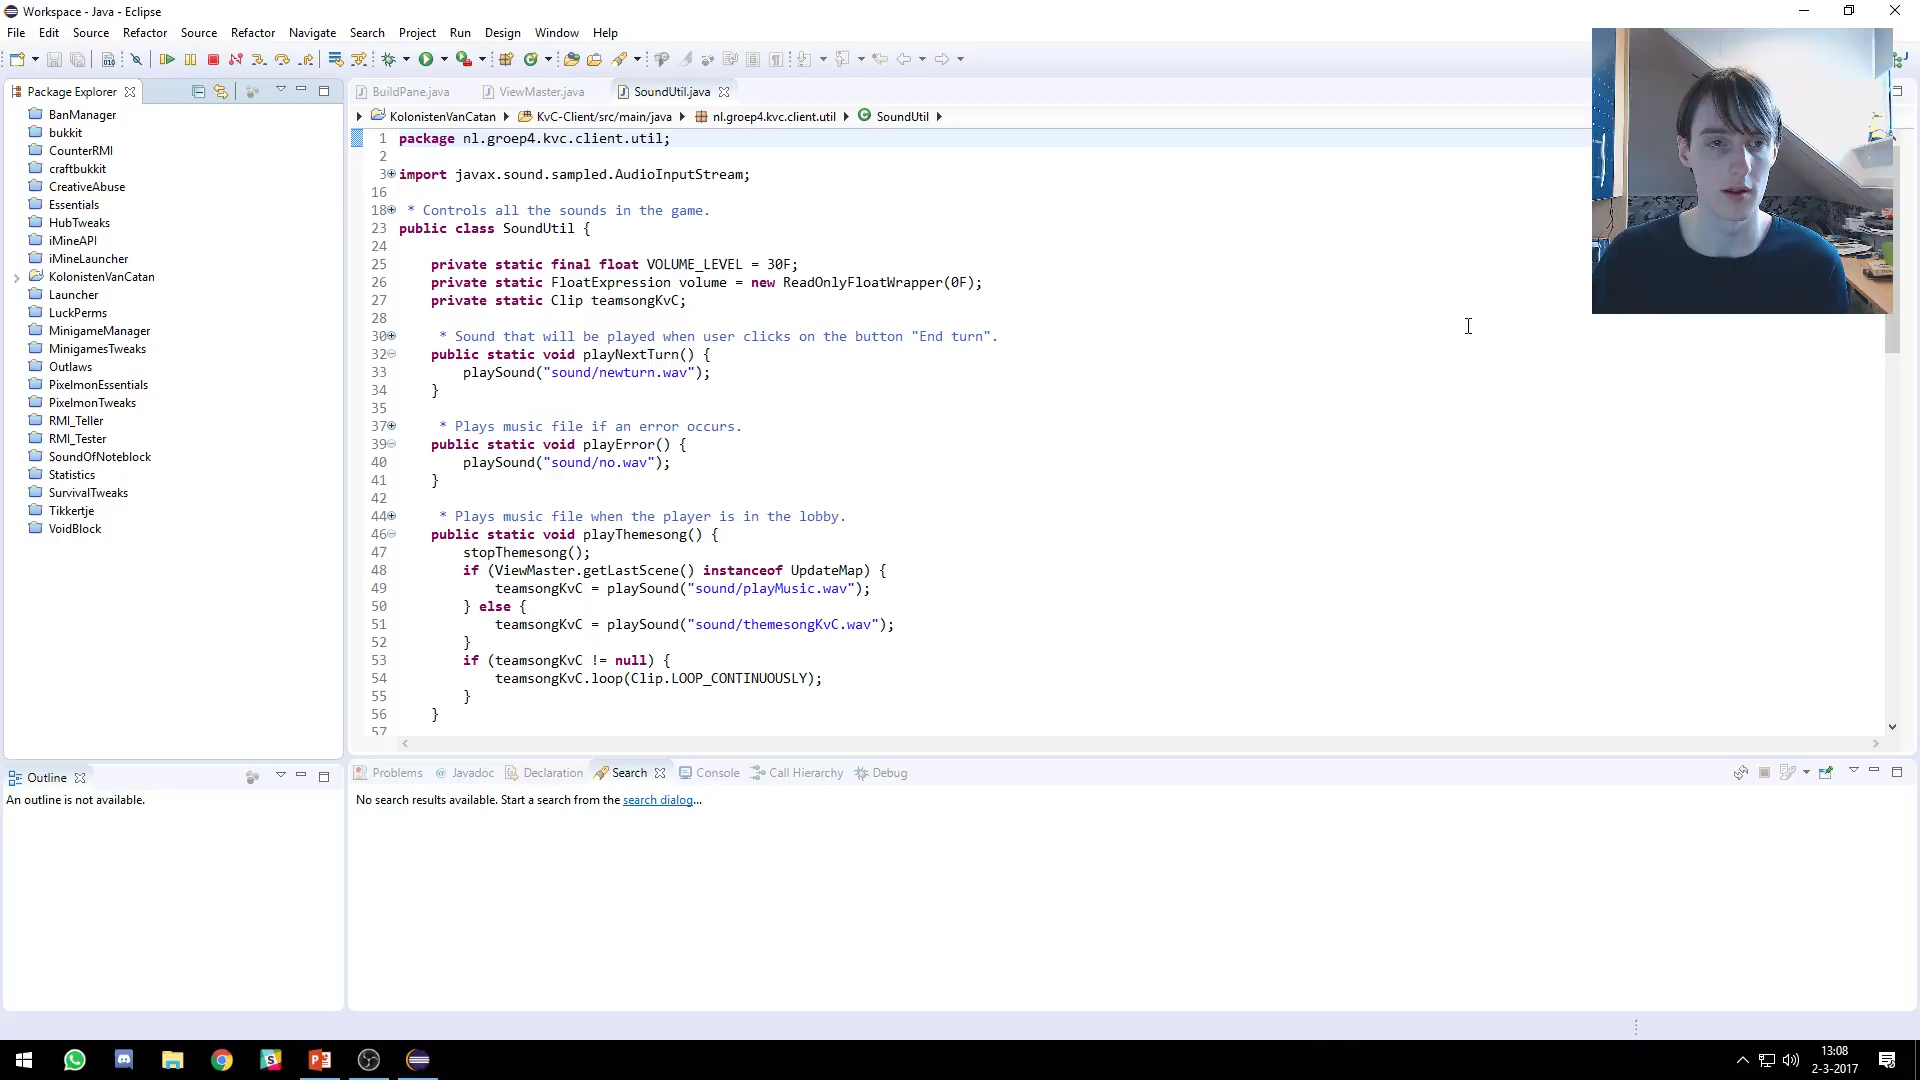 Workspace - Java - Eclipse
File Edit Source Refactor Source Refactor Navigate Search Project Run Design Window Help
Package Explorer
BuildPane.java ViewMaster.java SoundUtil.java
BanManager
bukkit
CounterRMI
craftbukkit
CreativeAbuse
Essentials
HubTweaks
iMineAPI
iMineLauncher
KolonistenVanCatan
Launcher
LuckPerms
MinigameManager
MinigamesTweaks
Outlaws
PixelmonEssentials
PixelmonTweaks
RMI_Teller
RMI_Tester
SoundOfNoteblock
Statistics
SurvivalTweaks
Tikkertje
VoidBlock
KolonistenVanCatan KvC-Client/src/main/java nl.groep4.kvc.client.util SoundUtil
1 package nl.groep4.kvc.client.util;
2
3 import javax.sound.sampled.AudioInputStream;
16
18 * Controls all the sounds in the game.
23 public class SoundUtil {
24
25 private static final float VOLUME_LEVEL = 30F;
26 private static FloatExpression volume = new ReadOnlyFloatWrapper(0F);
27 private static Clip teamsongKvC;
28
30 * Sound that will be played when user clicks on the button "End turn".
32 public static void playNextTurn() {
33 playSound("sound/newturn.wav");
34 }
35
37 * Plays music file if an error occurs.
39 public static void playError() {
40 playSound("sound/no.wav");
41 }
42
44 * Plays music file when the player is in the lobby.
46 public static void playThemesong() {
47 stopThemesong();
48 if (ViewMaster.getLastScene() instanceof UpdateMap) {
49 teamsongKvC = playSound("sound/playMusic.wav");
50 } else {
51 teamsongKvC = playSound("sound/themesongKvC.wav");
52 }
53 if (teamsongKvC != null) {
54 teamsongKvC.loop(Clip.LOOP_CONTINUOUSLY);
55 }
56 }
57
Outline
An outline is not available.
Problems @ Javadoc Declaration Search Console Call Hierarchy Debug
No search results available. Start a search from the search dialog...
13:08
2-3-2017